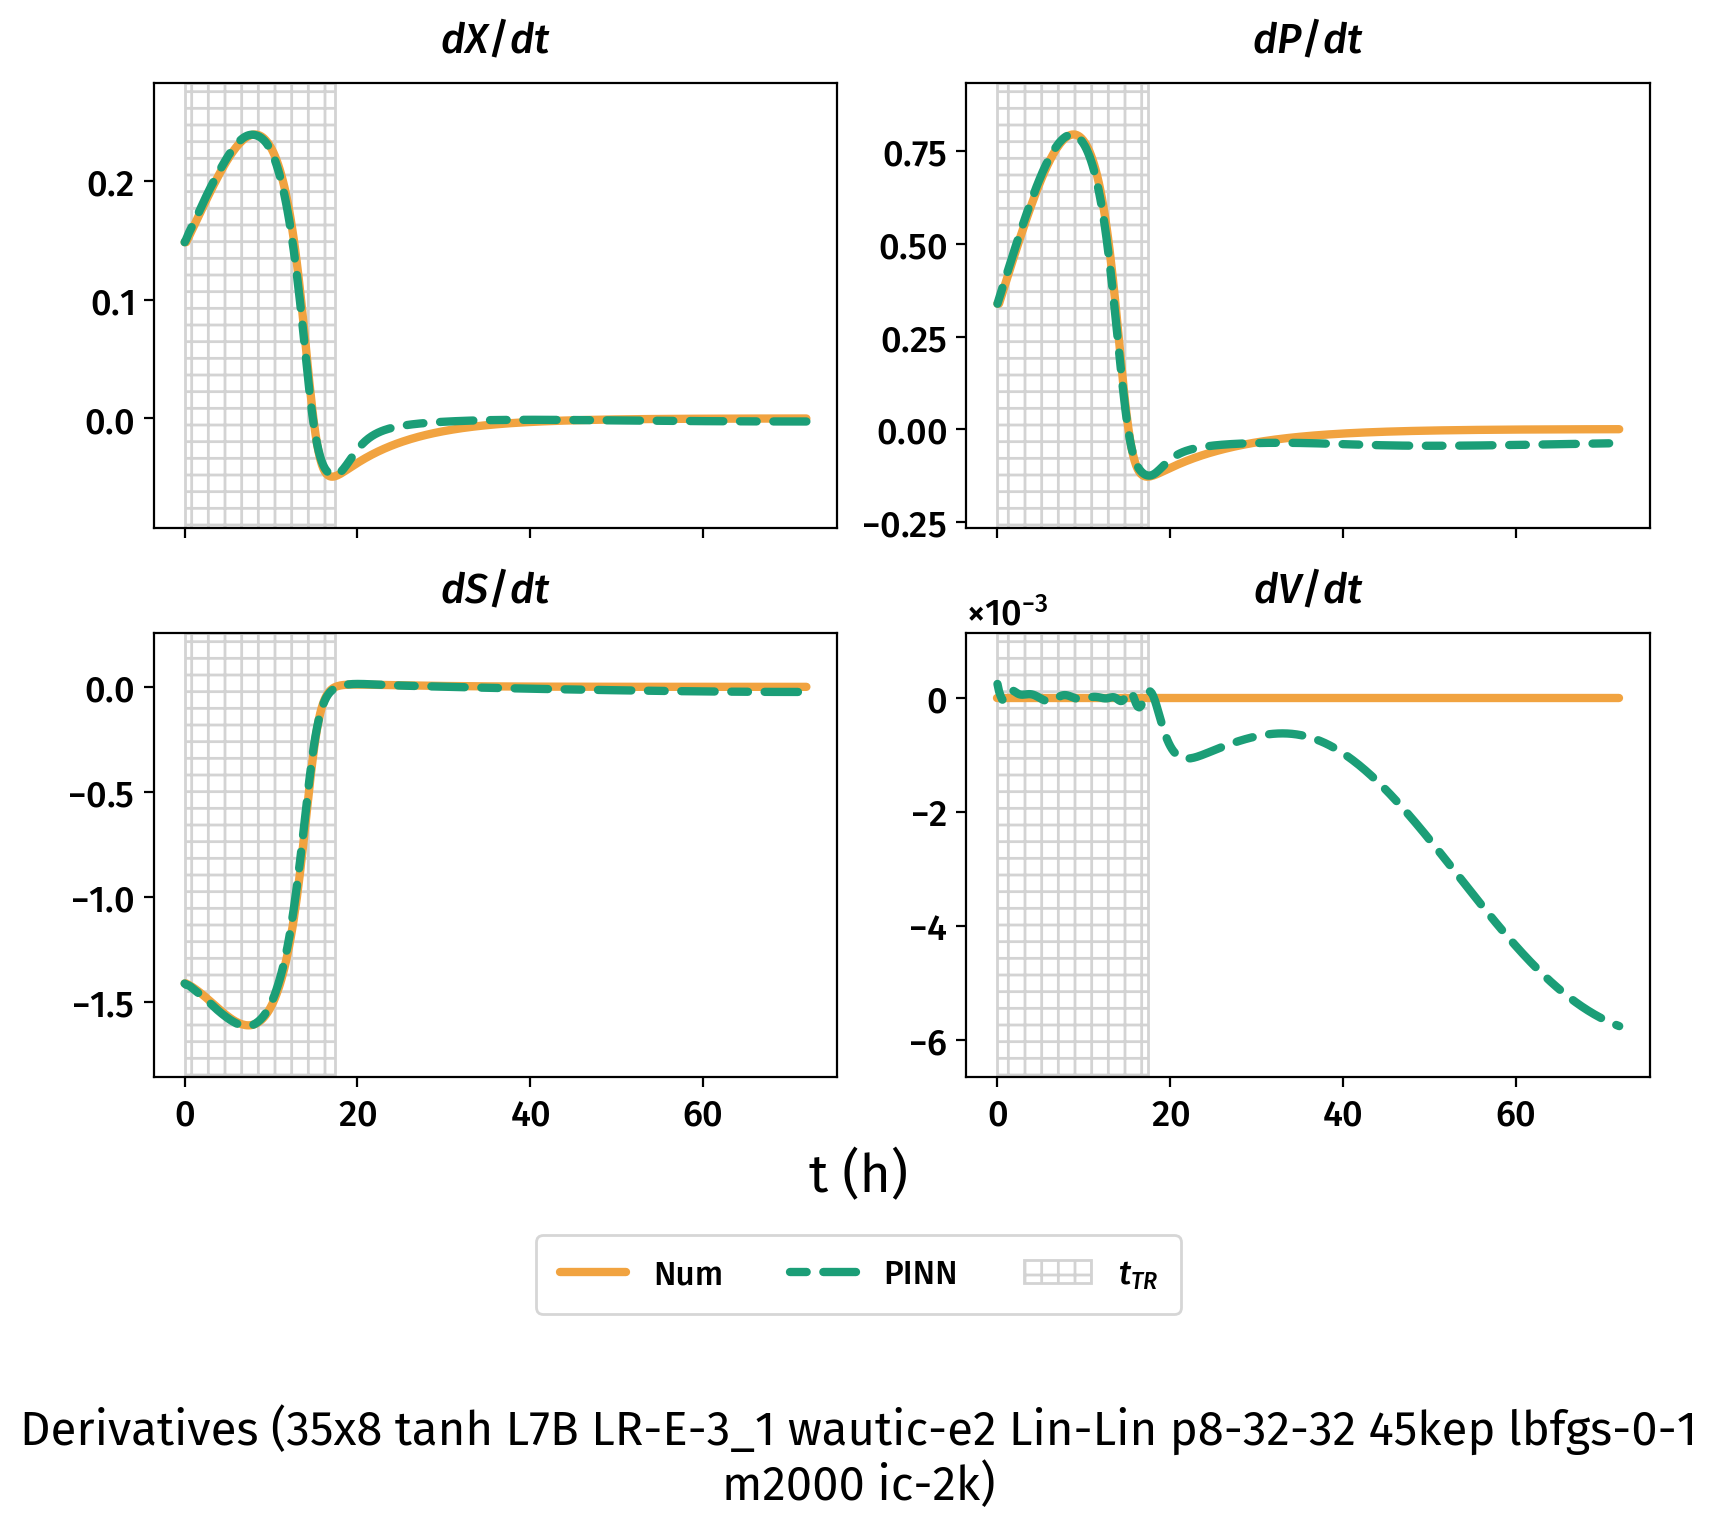 dX/dt
dP/dt
0.2
0.1
0.0
0.75
0.50
0.25
0.00
−0.25
dS/dt
dV/dt
×10⁻³
0.0
−0.5
−1.0
−1.5
0
−2
−4
−6
0 20 40 60
0 20 40 60
t (h)
Num PINN t_TR
Derivatives (35x8 tanh L7B LR-E-3_1 wautic-e2 Lin-Lin p8-32-32 45kep lbfgs-0-1
m2000 ic-2k)